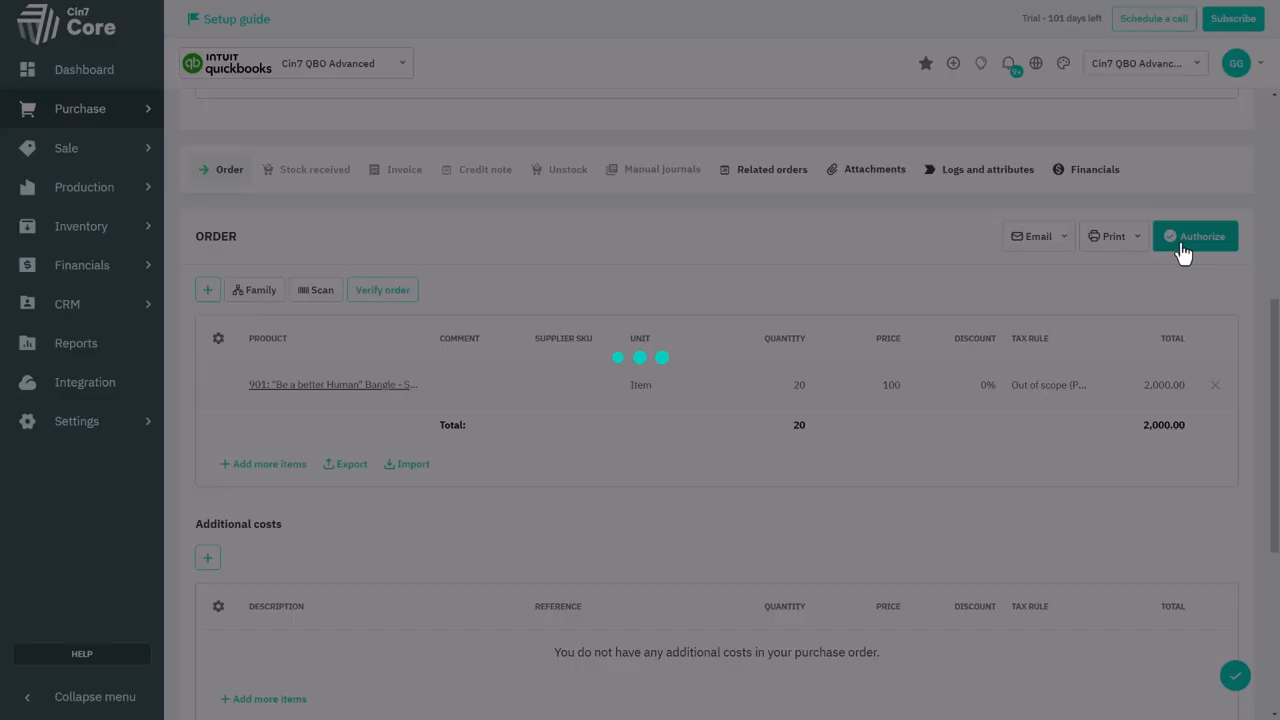 Cin7
Core
Setup guide
Trial - 101 days left
Schedule a call
Subscribe
INTUIT
quickbooks
Cin7 QBO Advanced
9+
Cin7 QBO Advanc...
GG
Dashboard
Purchase
Sale
Production
Inventory
Financials
CRM
Reports
Integration
Settings
HELP
Collapse menu
Order
Stock received
Invoice
Credit note
Unstock
Manual journals
Related orders
Attachments
Logs and attributes
Financials
ORDER
Email
Print
Authorize
Family
Scan
Verify order
PRODUCT COMMENT SUPPLIER SKU UNIT QUANTITY PRICE DISCOUNT TAX RULE TOTAL
901: "Be a better Human" Bangle - S... Item 20 100 0% Out of scope (P... 2,000.00
Total: 20 2,000.00
Add more items
Export
Import
Additional costs
DESCRIPTION REFERENCE QUANTITY PRICE DISCOUNT TAX RULE TOTAL
You do not have any additional costs in your purchase order.
Add more items